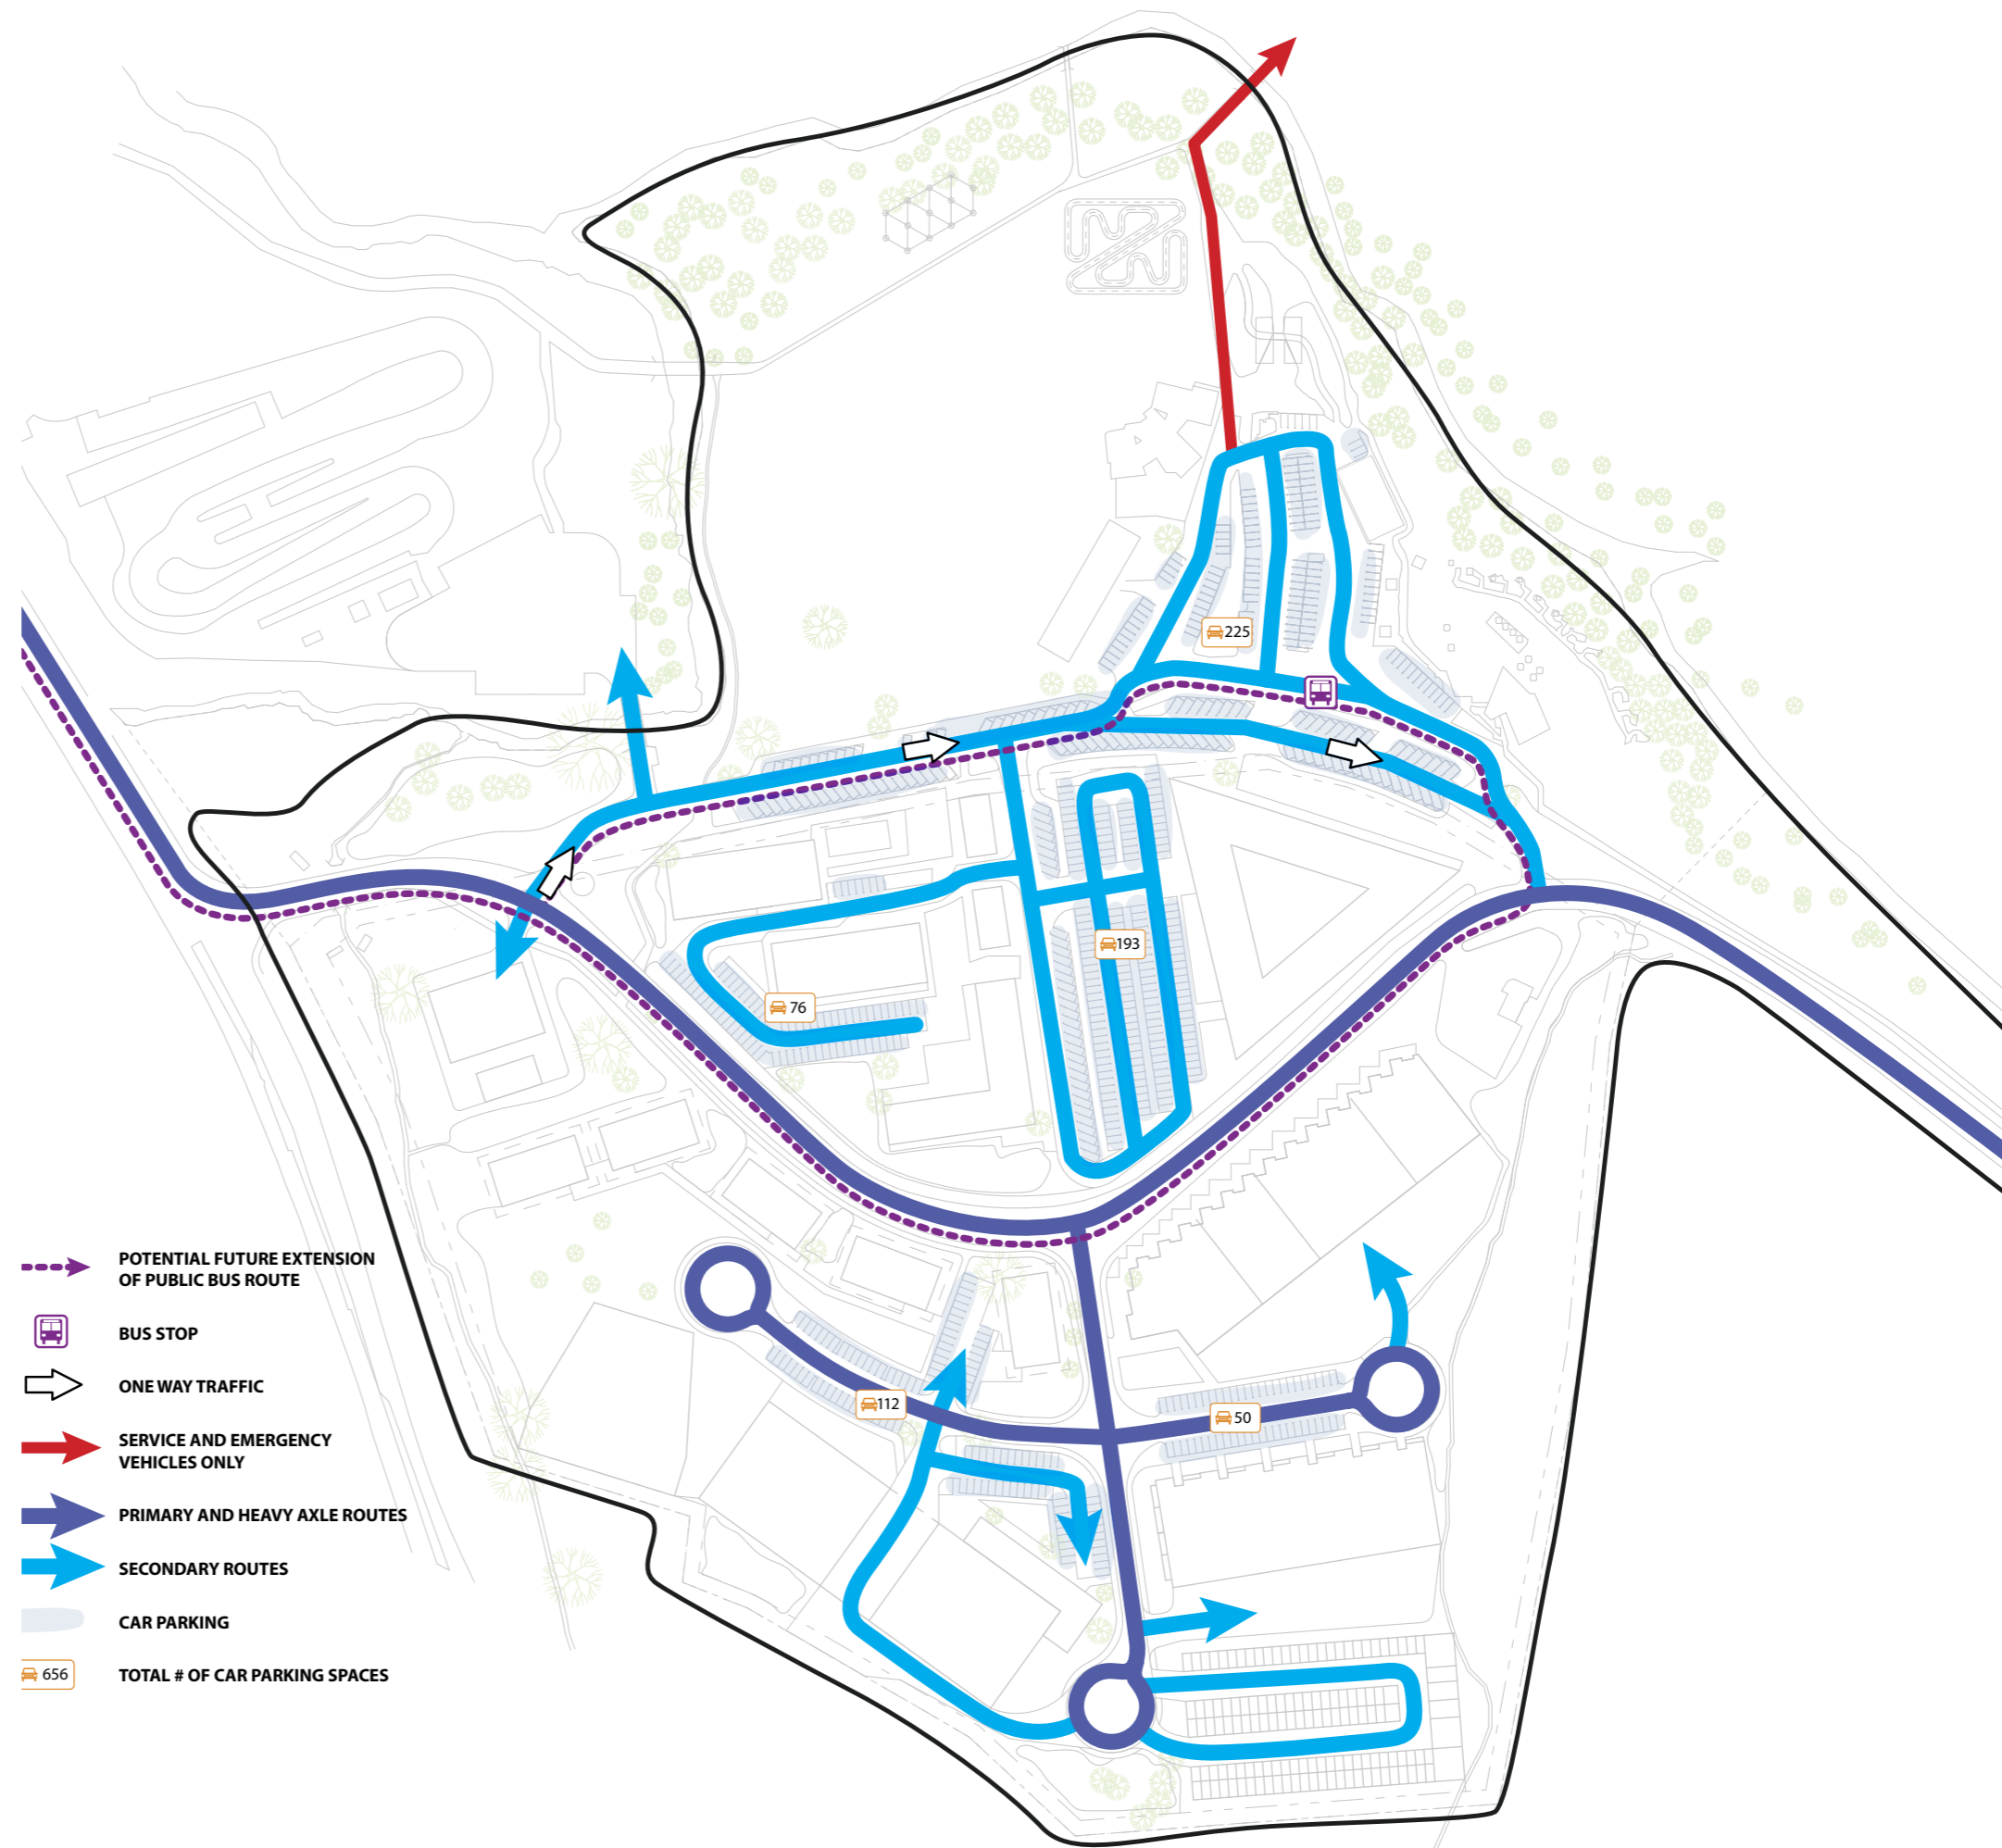 225
193
76
112
50
POTENTIAL FUTURE EXTENSION
OF PUBLIC BUS ROUTE
BUS STOP
ONE WAY TRAFFIC
SERVICE AND EMERGENCY
VEHICLES ONLY
PRIMARY AND HEAVY AXLE ROUTES
SECONDARY ROUTES
CAR PARKING
656
TOTAL # OF CAR PARKING SPACES